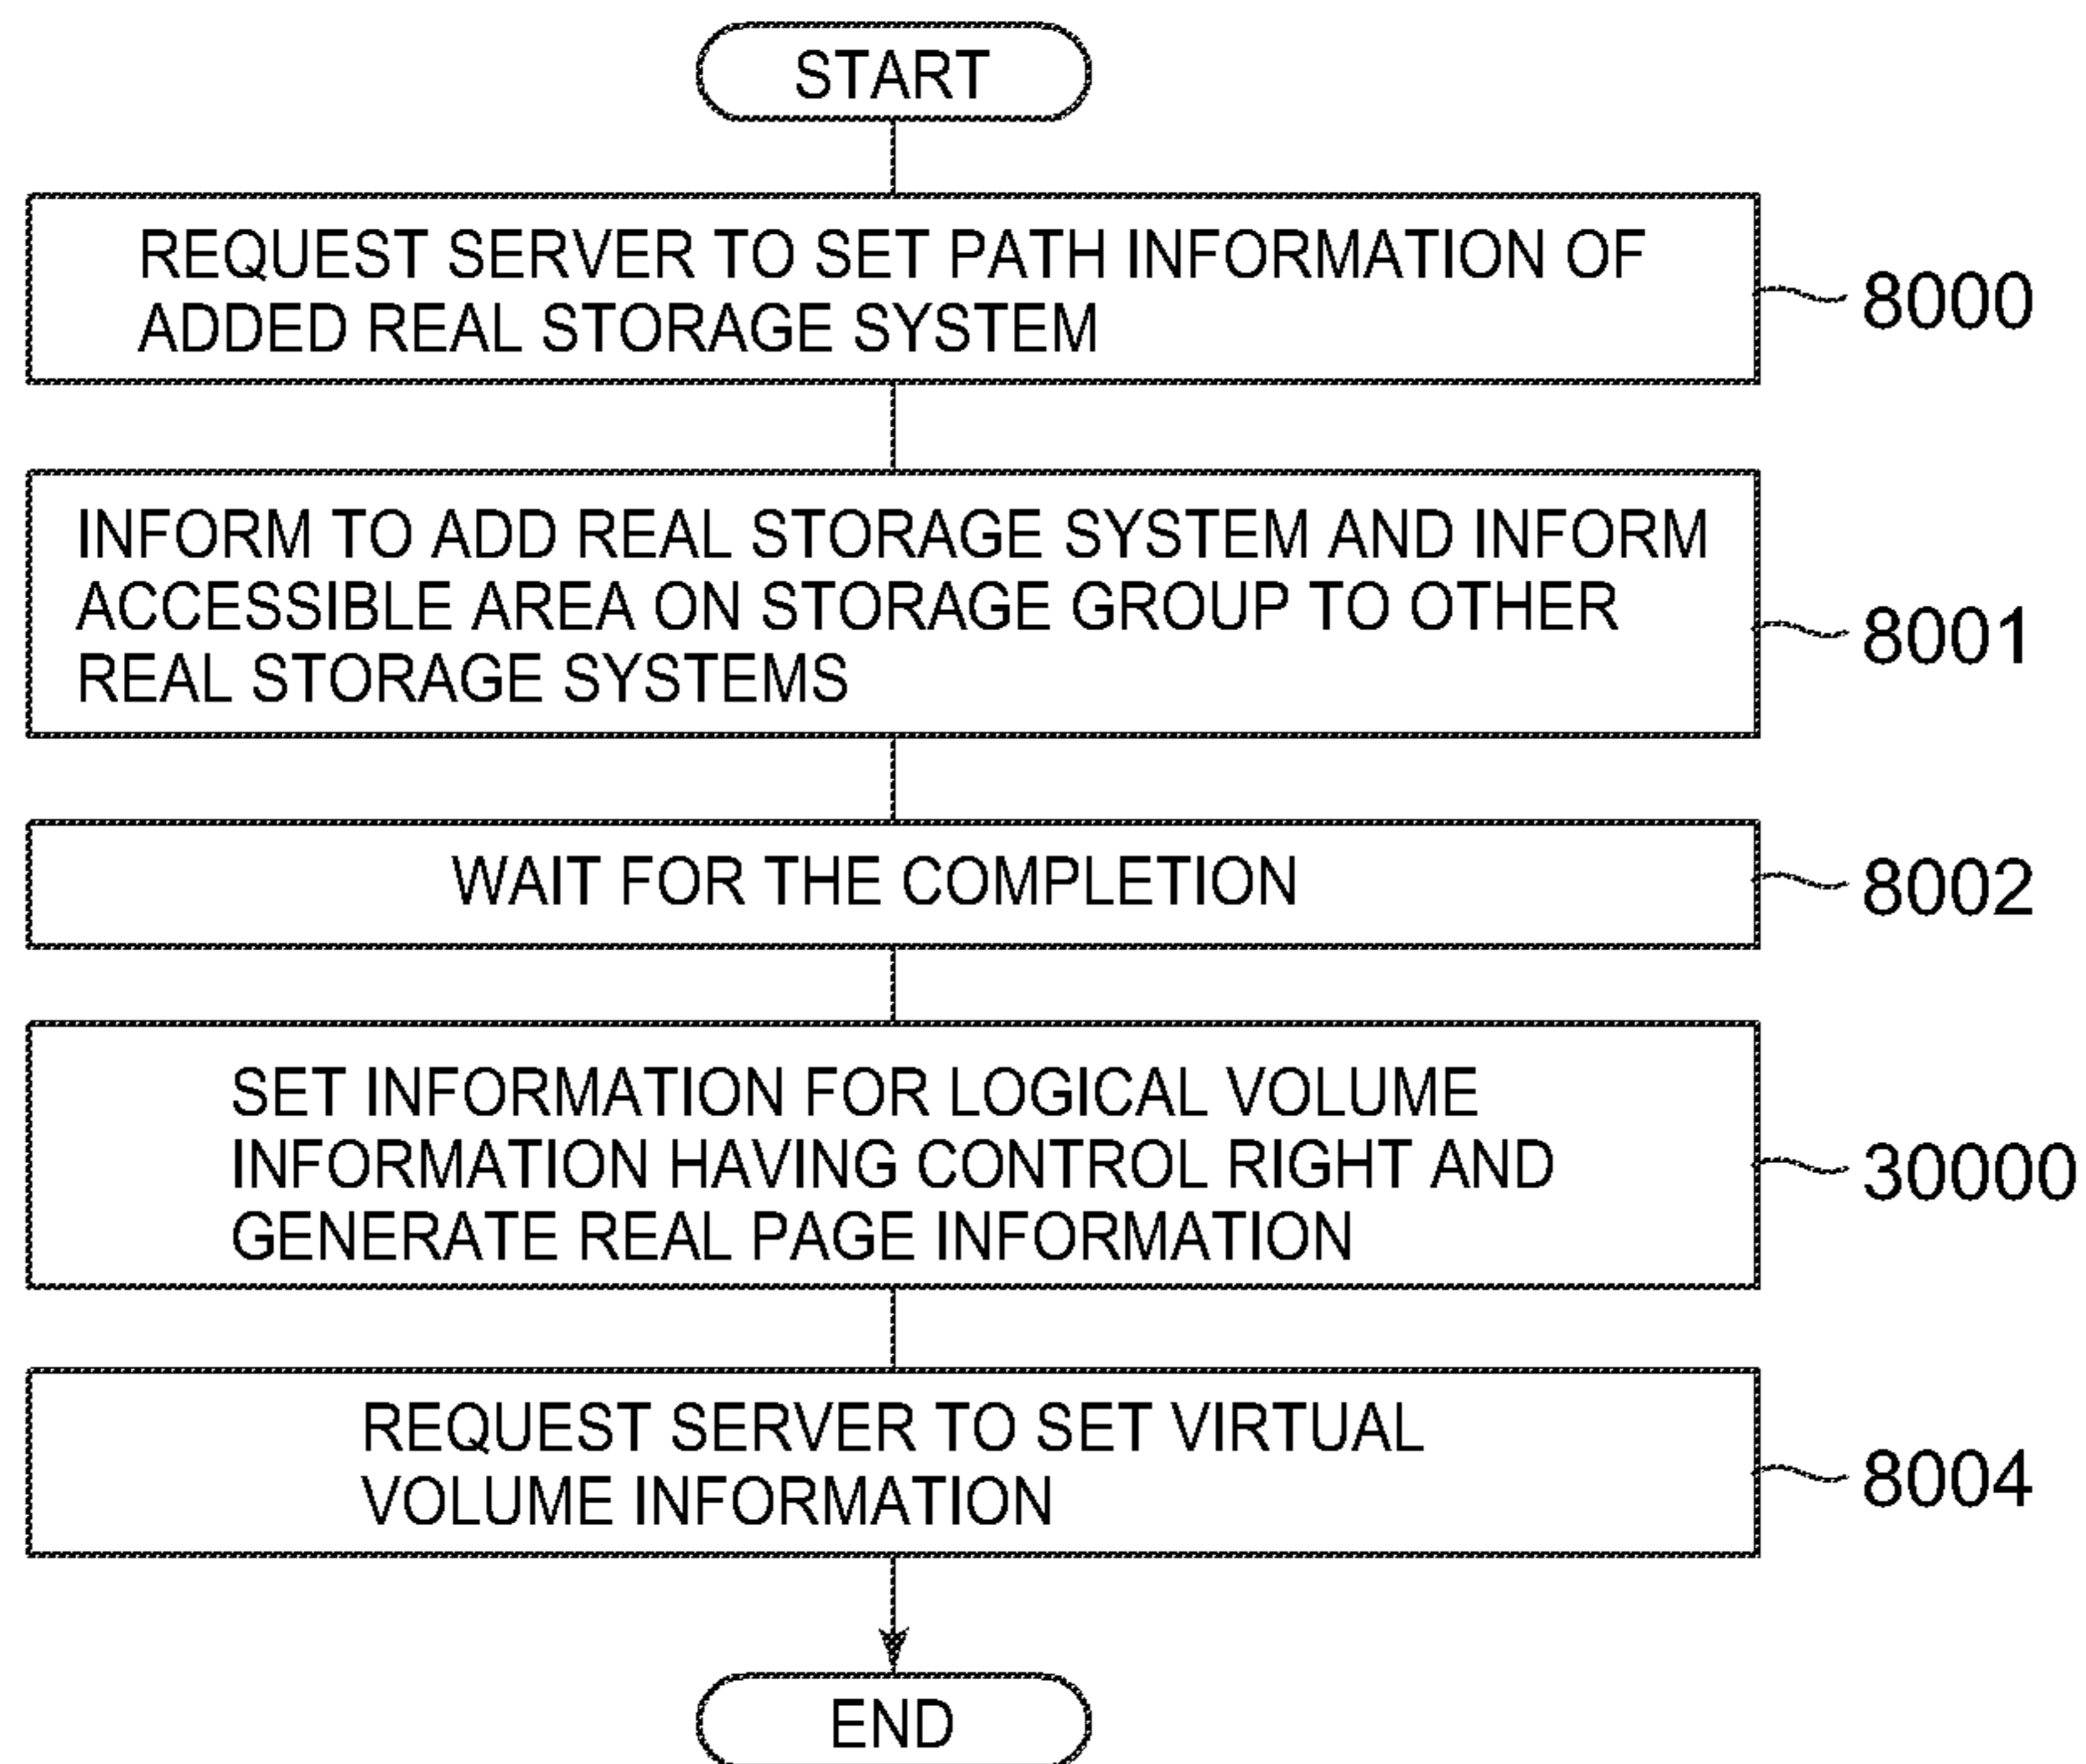 START
REQUEST SERVER TO SET PATH INFORMATION OF
ADDED REAL STORAGE SYSTEM
8000
INFORM TO ADD REAL STORAGE SYSTEM AND INFORM
ACCESSIBLE AREA ON STORAGE GROUP TO OTHER
REAL STORAGE SYSTEMS
8001
WAIT FOR THE COMPLETION
8002
SET INFORMATION FOR LOGICAL VOLUME
INFORMATION HAVING CONTROL RIGHT AND
GENERATE REAL PAGE INFORMATION
30000
REQUEST SERVER TO SET VIRTUAL
VOLUME INFORMATION
8004
END